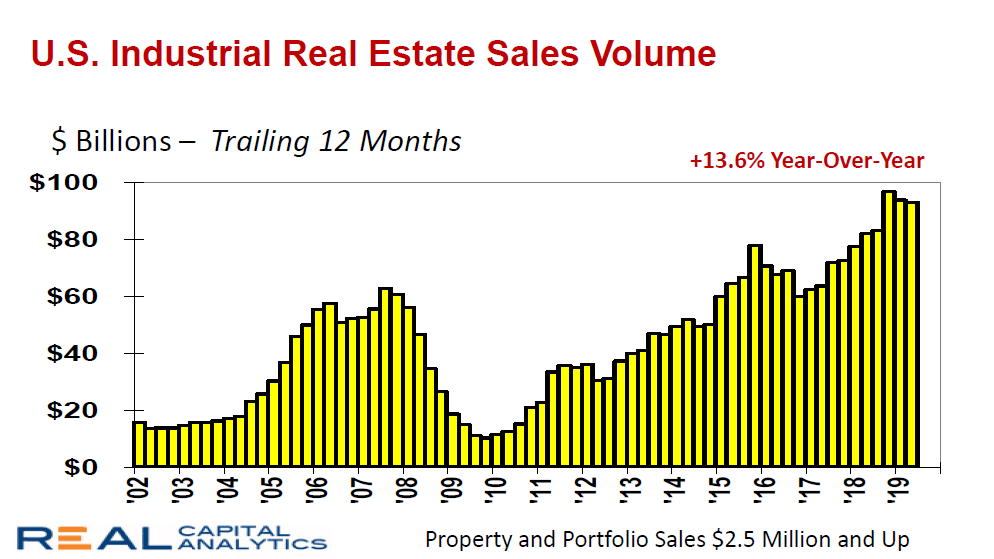 U.S. Industrial Real Estate Sales Volume
$ Billions – Trailing 12 Months
+13.6% Year-Over-Year
$100
$80
$60
$40
$20
$0
'02 '03 '04 '05 '06 '07 '08 '09 '10 '11 '12 '13 '14 '15 '16 '17 '18 '19
REAL CAPITAL ANALYTICS
Property and Portfolio Sales $2.5 Million and Up